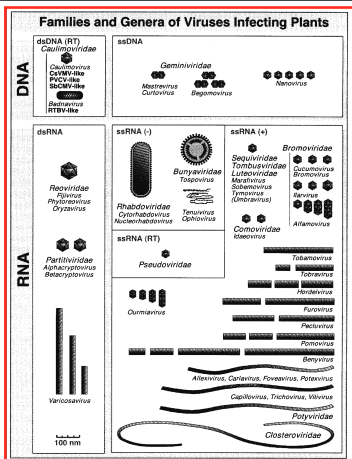 Families and Genera of Viruses Infecting Plants
DNA
dsDNA (RT)
Caulimoviridae
Caulimovirus
CsVMV-like
PVCV-like
SbCMV-like
Badnavirus
RTBV-like
ssDNA
Geminiviridae
Mastrevirus
Curtovirus
Begomovirus
Nanovirus
RNA
dsRNA
Reoviridae
Fijivirus
Phytoreovirus
Oryzavirus
Partitiviridae
Alphacryptovirus
Betacryptovirus
Varicosavirus
100 nm
ssRNA (-)
Rhabdoviridae
Cytorhabdovirus
Nucleorhabdovirus
Bunyaviridae
Tospovirus
Tenuivirus
Ophiovirus
ssRNA (RT)
Pseudoviridae
ssRNA (+)
Sequiviridae
Tombusviridae
Luteoviridae
Marafivirus
Sobemovirus
Tymovirus
(Umbravirus)
Bromoviridae
Cucumovirus
Bromovirus
Ilarvirus
Alfamovirus
Comoviridae
Idaeovirus
Ourmiavirus
Tobamovirus
Tobravirus
Hordeivirus
Furovirus
Pecluvirus
Pomovirus
Benyvirus
Allexivirus, Carlavirus, Foveavirus, Potexvirus
Capillovirus, Trichovirus, Vitivirus
Potyviridae
Closteroviridae